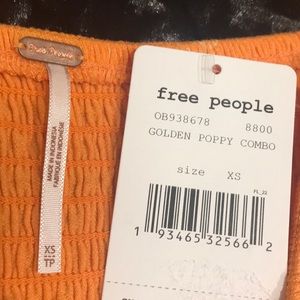 Free People
MADE IN INDONESIA
FABRIQUÉ EN INDONÉSIE
XS
TP
free people
OB938678 8800
GOLDEN POPPY COMBO
size XS
FL_22
1 93465 32566 2